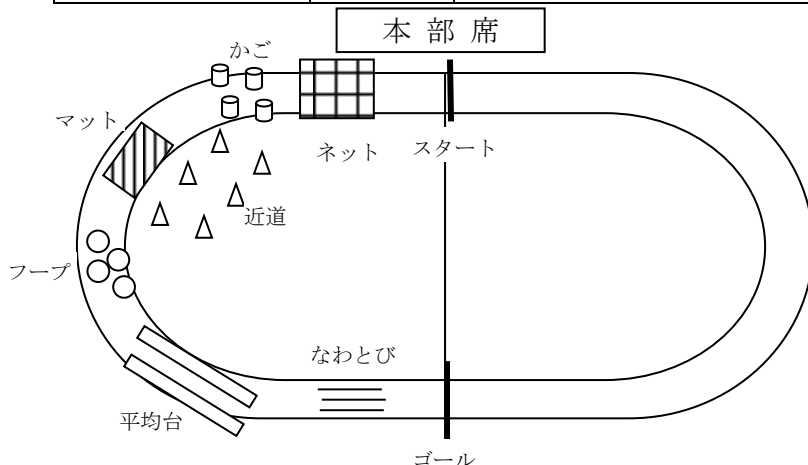 本部席
かご
マット
ネット
スタート
近道
フープ
なわとび
平均台
ゴール